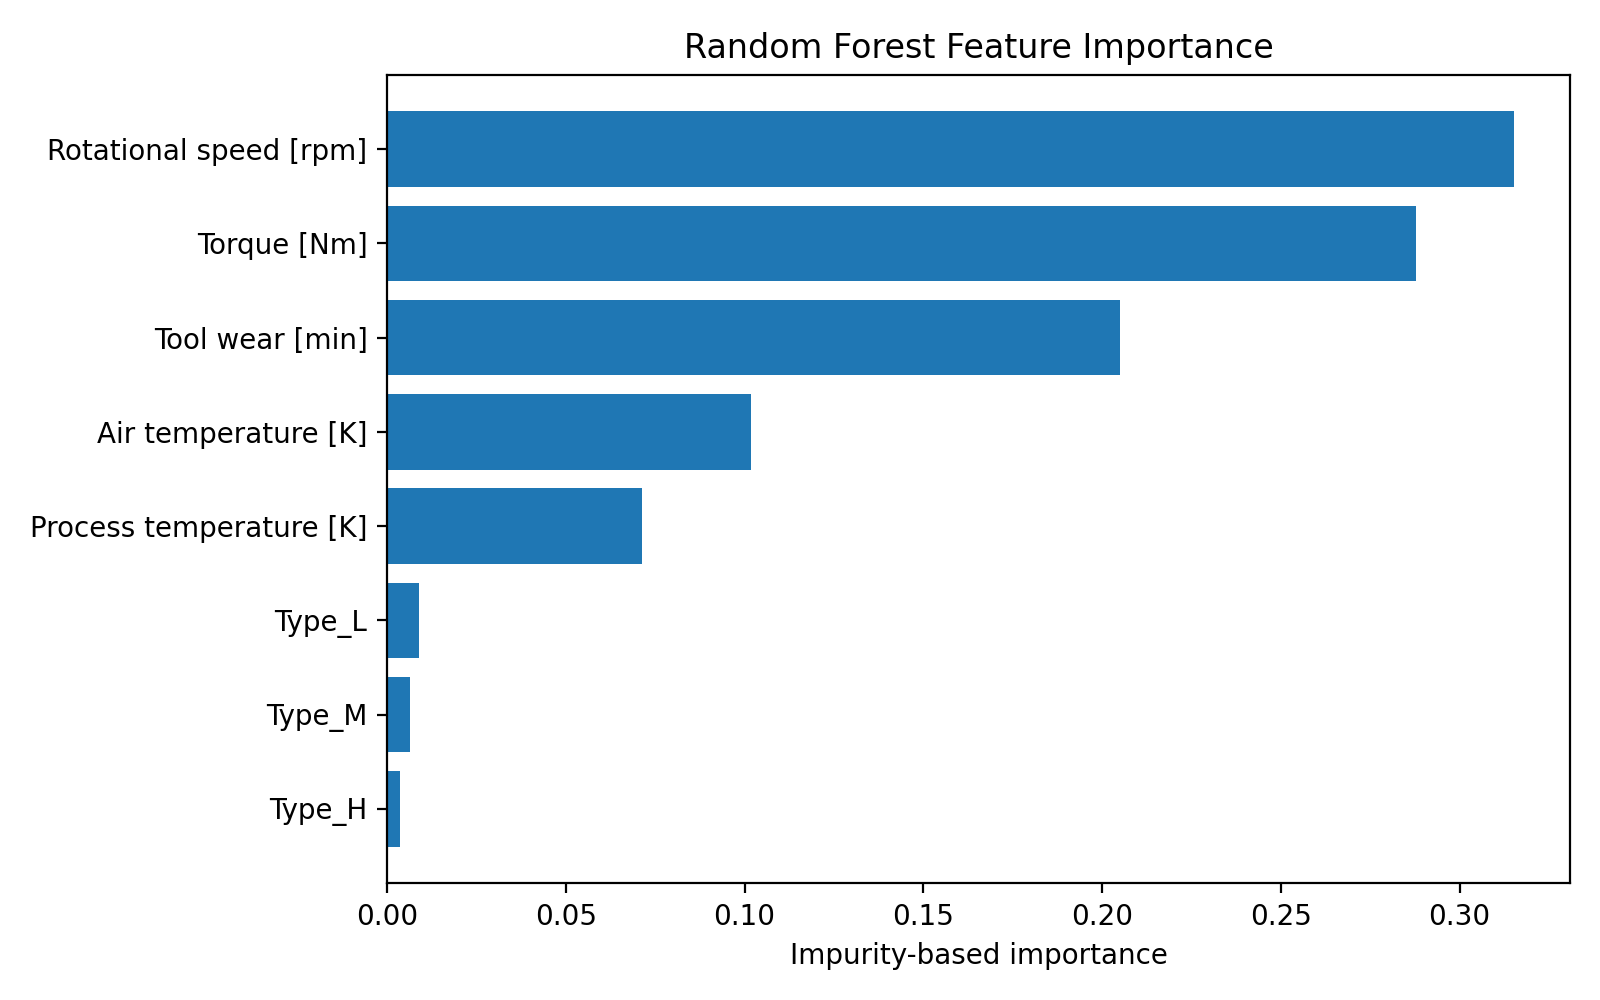 Random Forest Feature Importance
Rotational speed [rpm]
Torque [Nm]
Tool wear [min]
Air temperature [K]
Process temperature [K]
Type_L
Type_M
Type_H
0.00 0.05 0.10 0.15 0.20 0.25 0.30
Impurity-based importance